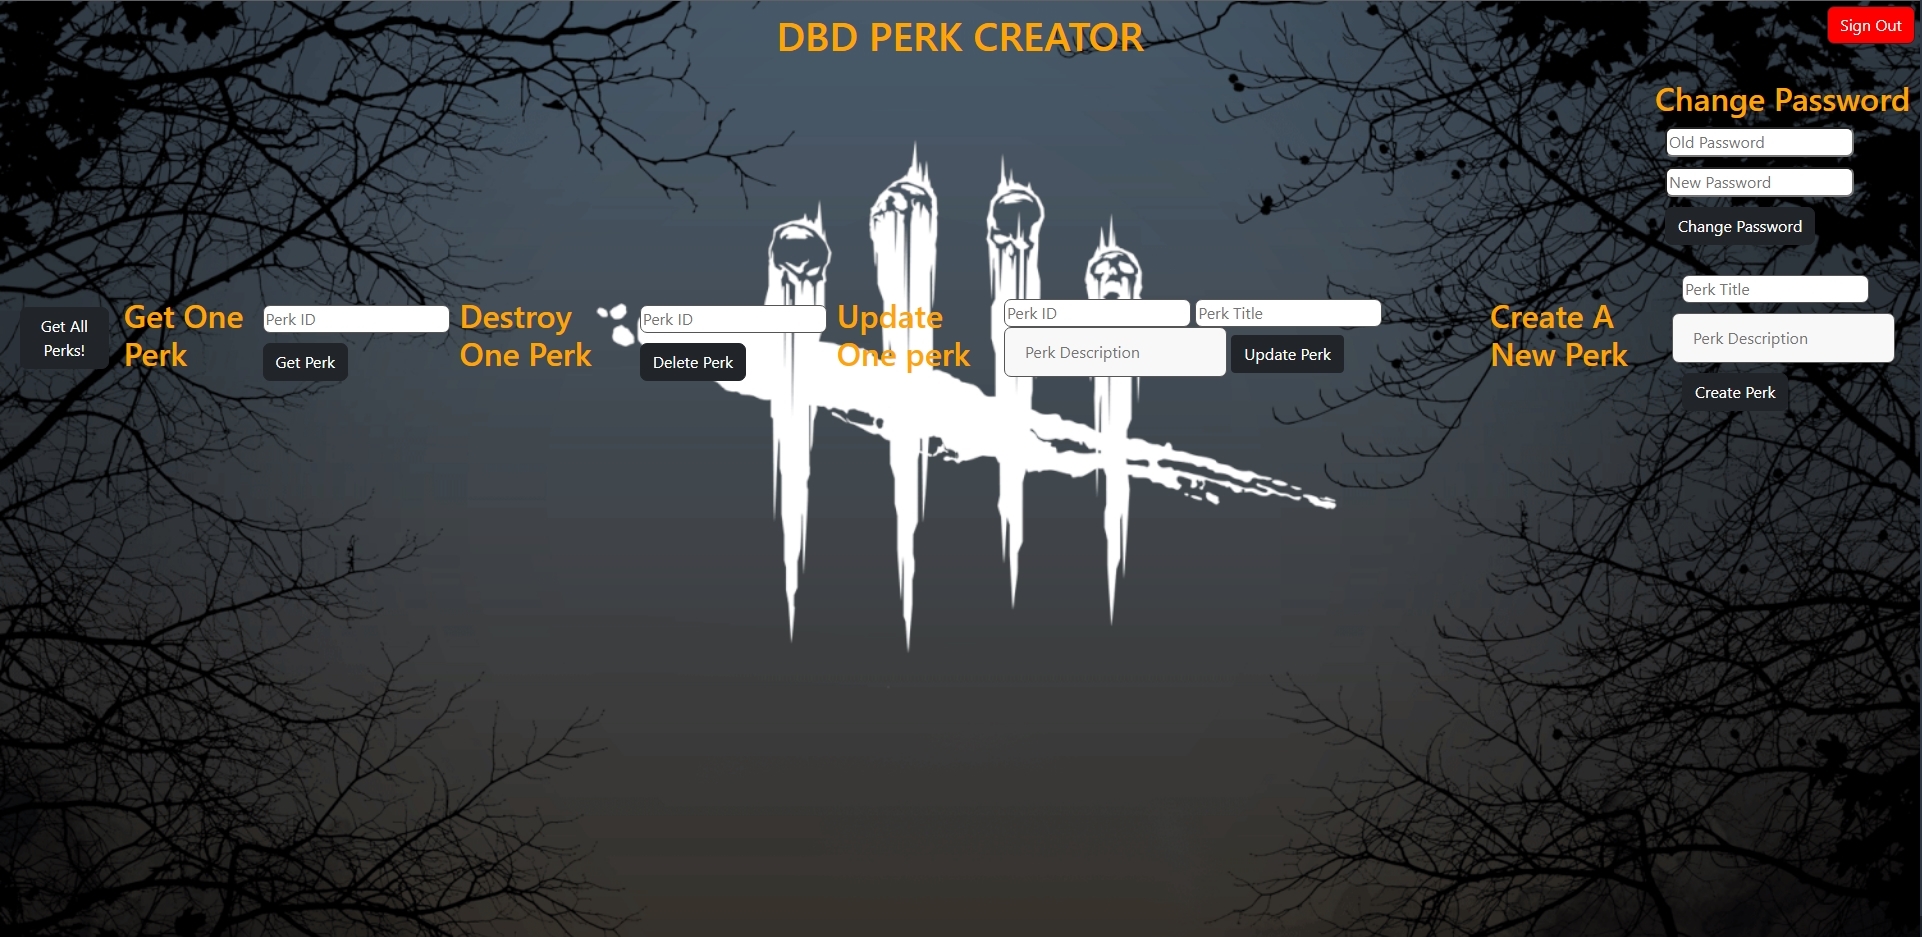 DBD PERK CREATOR
Sign Out
Change Password
Old Password
New Password
Change Password
Get All
Perks!
Get One
Perk
Perk ID
Get Perk
Destroy
One Perk
Perk ID
Delete Perk
Update
One perk
Perk ID
Perk Title
Perk Description
Update Perk
Create A
New Perk
Perk Title
Perk Description
Create Perk